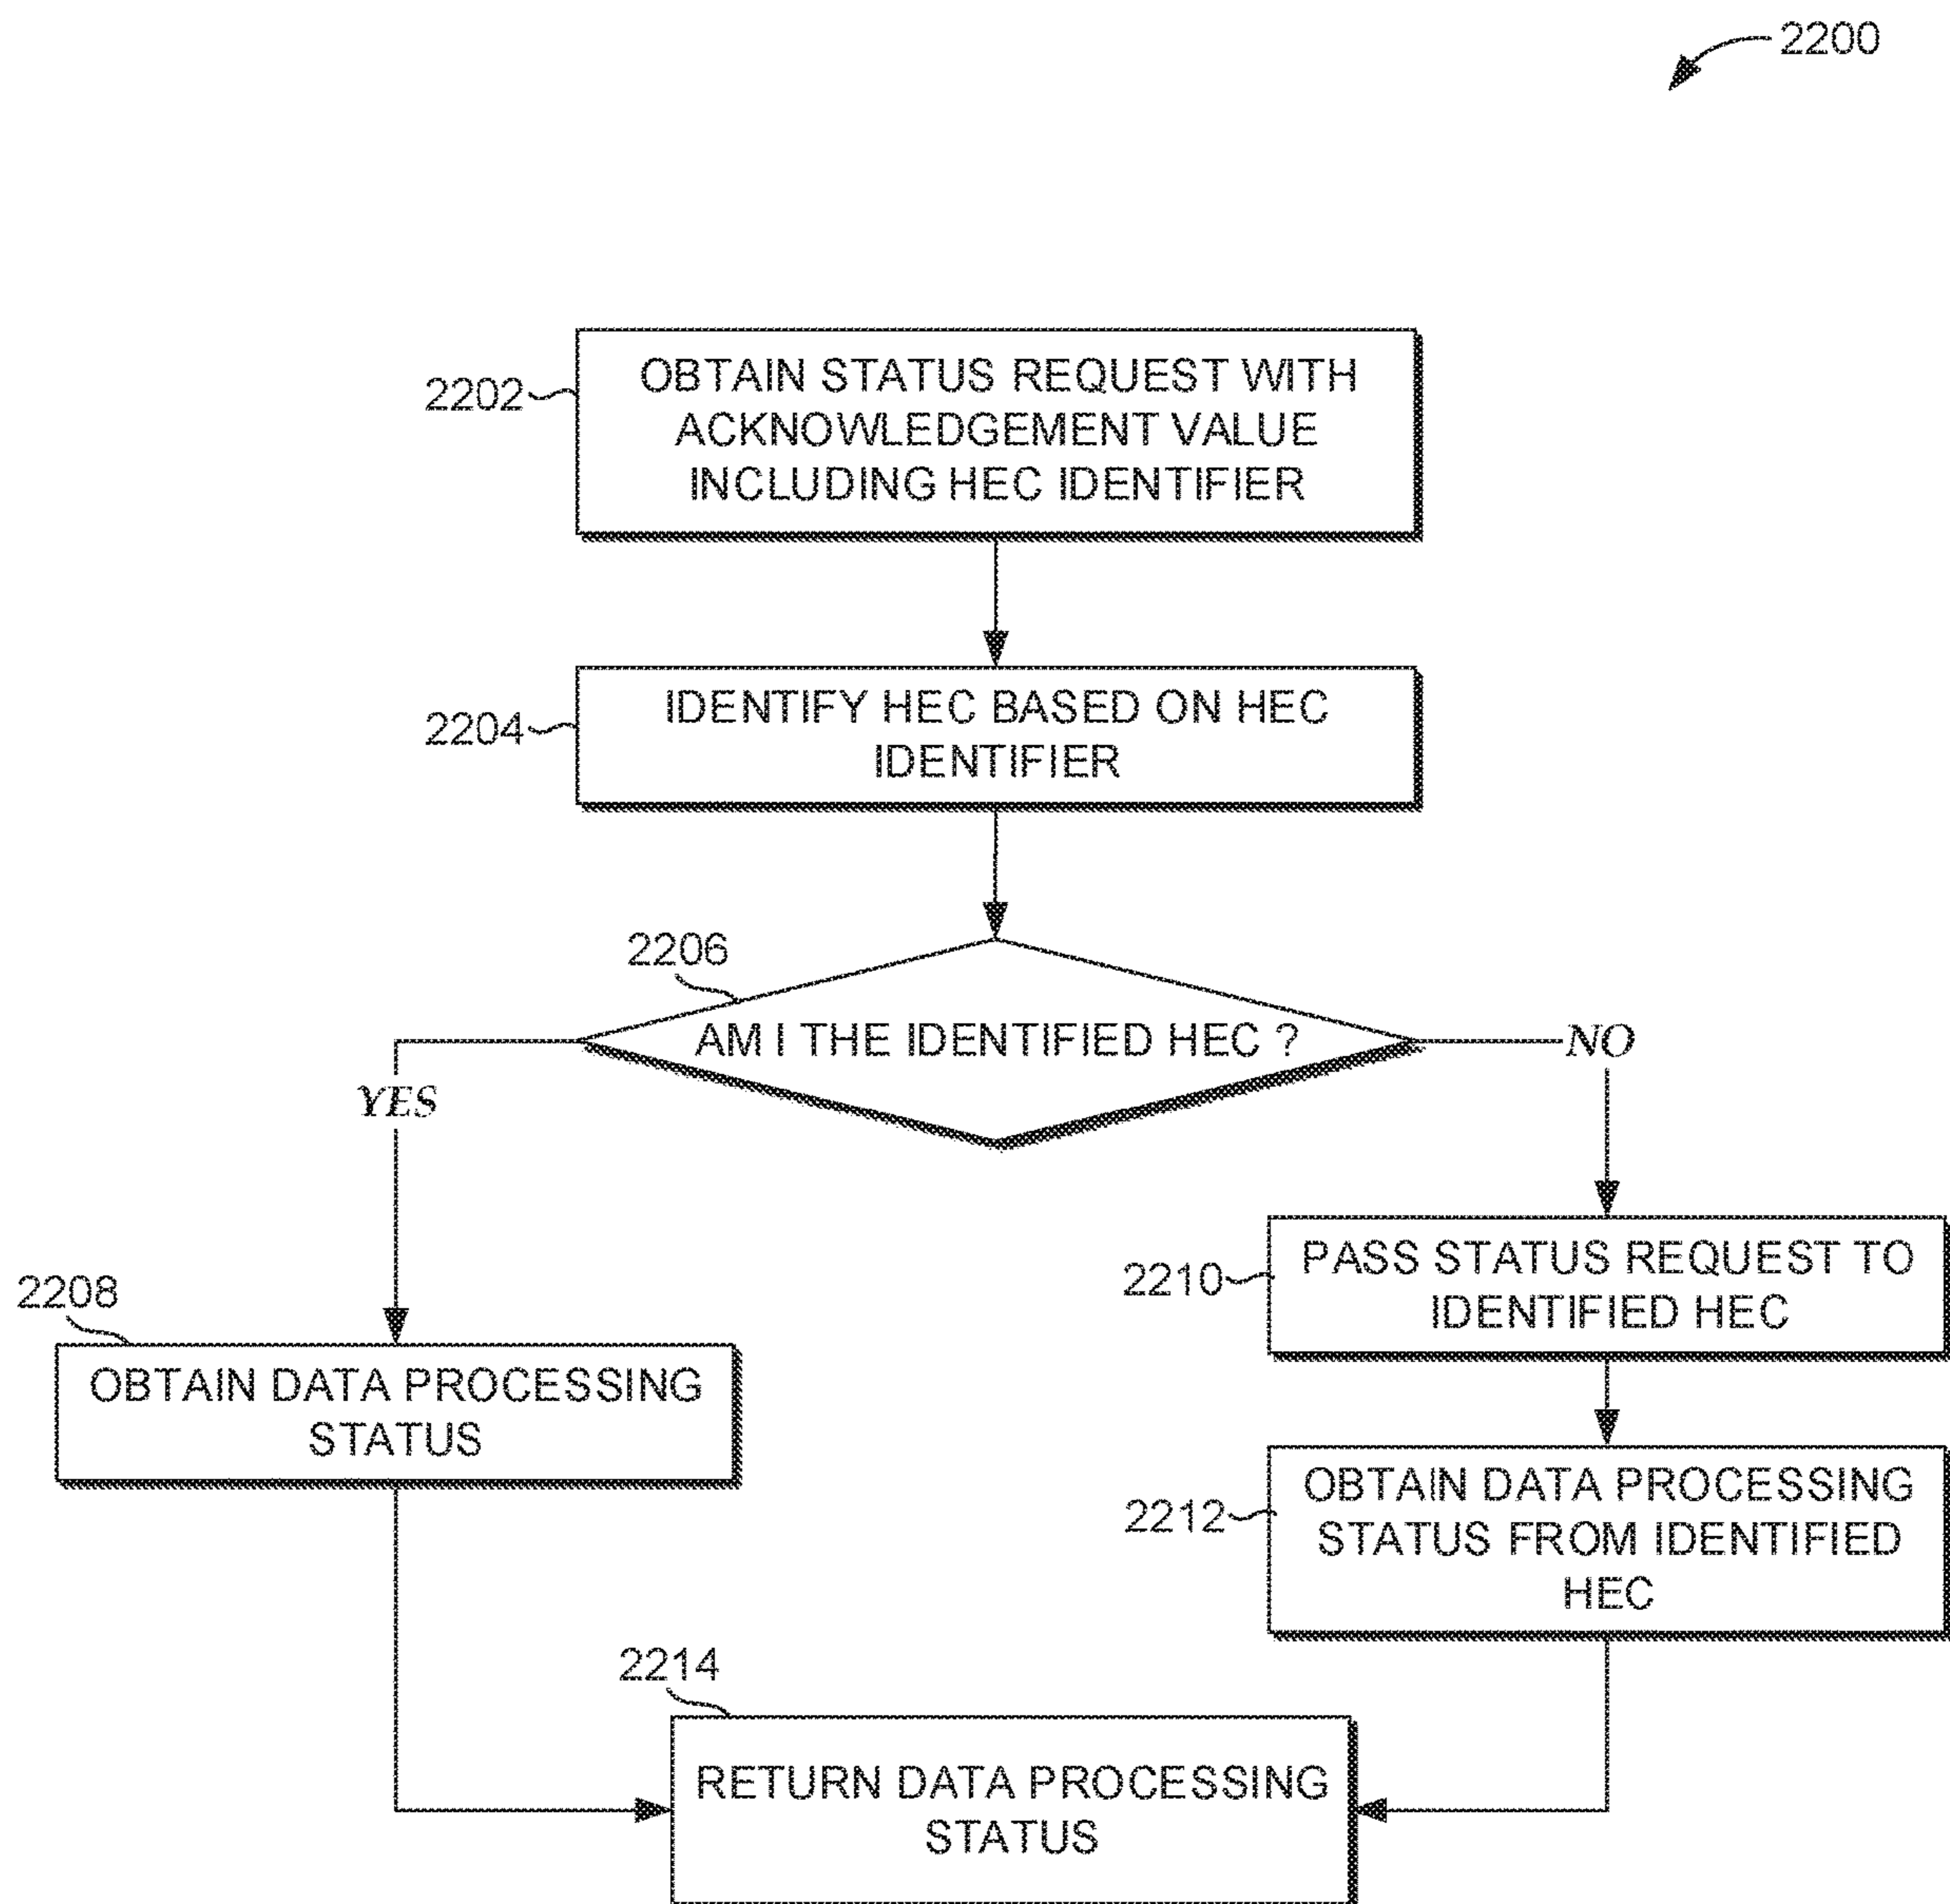 2200
2202
OBTAIN STATUS REQUEST WITH
ACKNOWLEDGEMENT VALUE
INCLUDING HEC IDENTIFIER
2204
IDENTIFY HEC BASED ON HEC
IDENTIFIER
2206
AM I THE IDENTIFIED HEC ?
NO
YES
2210
PASS STATUS REQUEST TO
IDENTIFIED HEC
2208
OBTAIN DATA PROCESSING
STATUS
2212
OBTAIN DATA PROCESSING
STATUS FROM IDENTIFIED
HEC
2214
RETURN DATA PROCESSING
STATUS